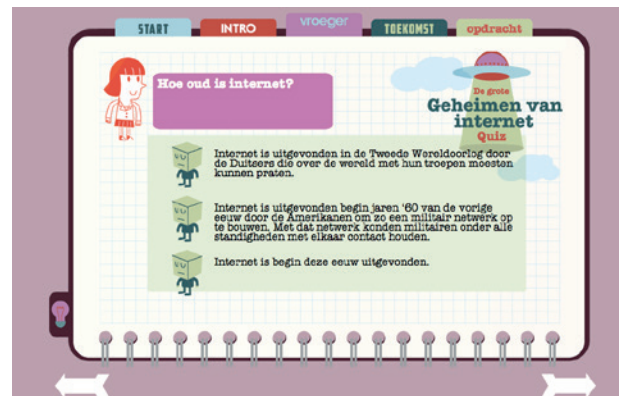 START
INTRO
vroeger
TOEKOMST
opdracht
Hoe oud is internet?
De grote
Geheimen van
internet
Quiz
Internet is uitgevonden in de Tweede Wereldoorlog door
de Duitsers die over de wereld met hun troepen moesten
kunnen praten.
Internet is uitgevonden begin jaren '60 van de vorige
eeuw door de Amerikanen om zo een militair netwerk op
te bouwen. Met dat netwerk konden militairen onder alle
standigheden met elkaar contact houden.
Internet is begin deze eeuw uitgevonden.